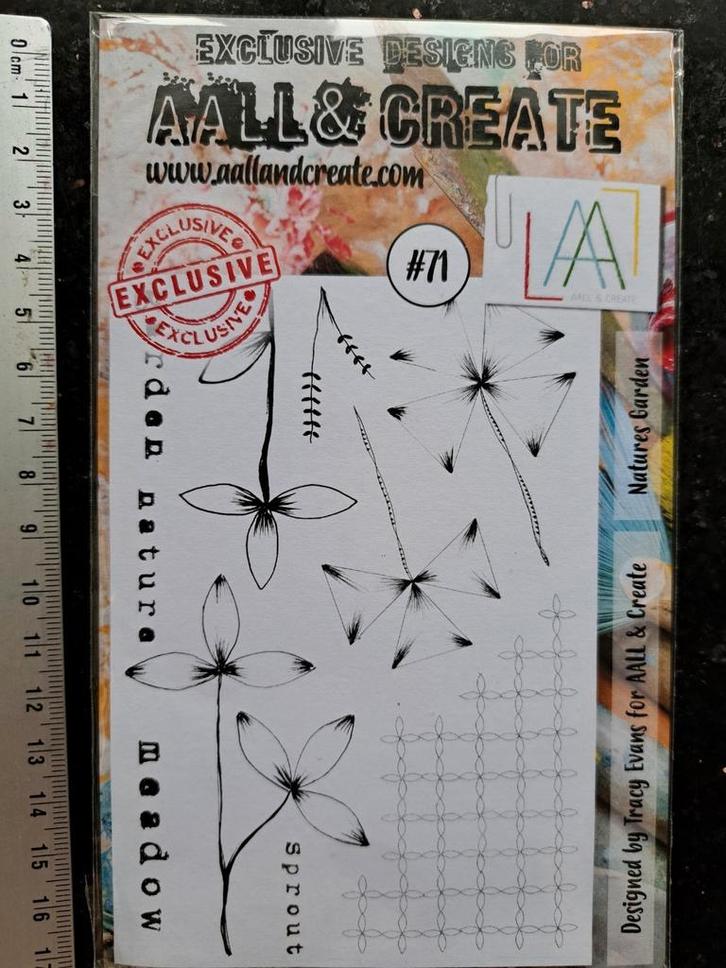 EXCLUSIVE DESIGNS FOR
AALL & CREATE
www.aallandcreate.com
EXCLUSIVE
EXCLUSIVE
EXCLUSIVE
#71
AA
AALL & CREATE
rden
nature
meadow
Sprout
Natures Garden
Designed by Tracy Evans for AALL & Create
0 cm
1
2
3
4
5
6
7
8
9
10
11
12
13
14
15
16